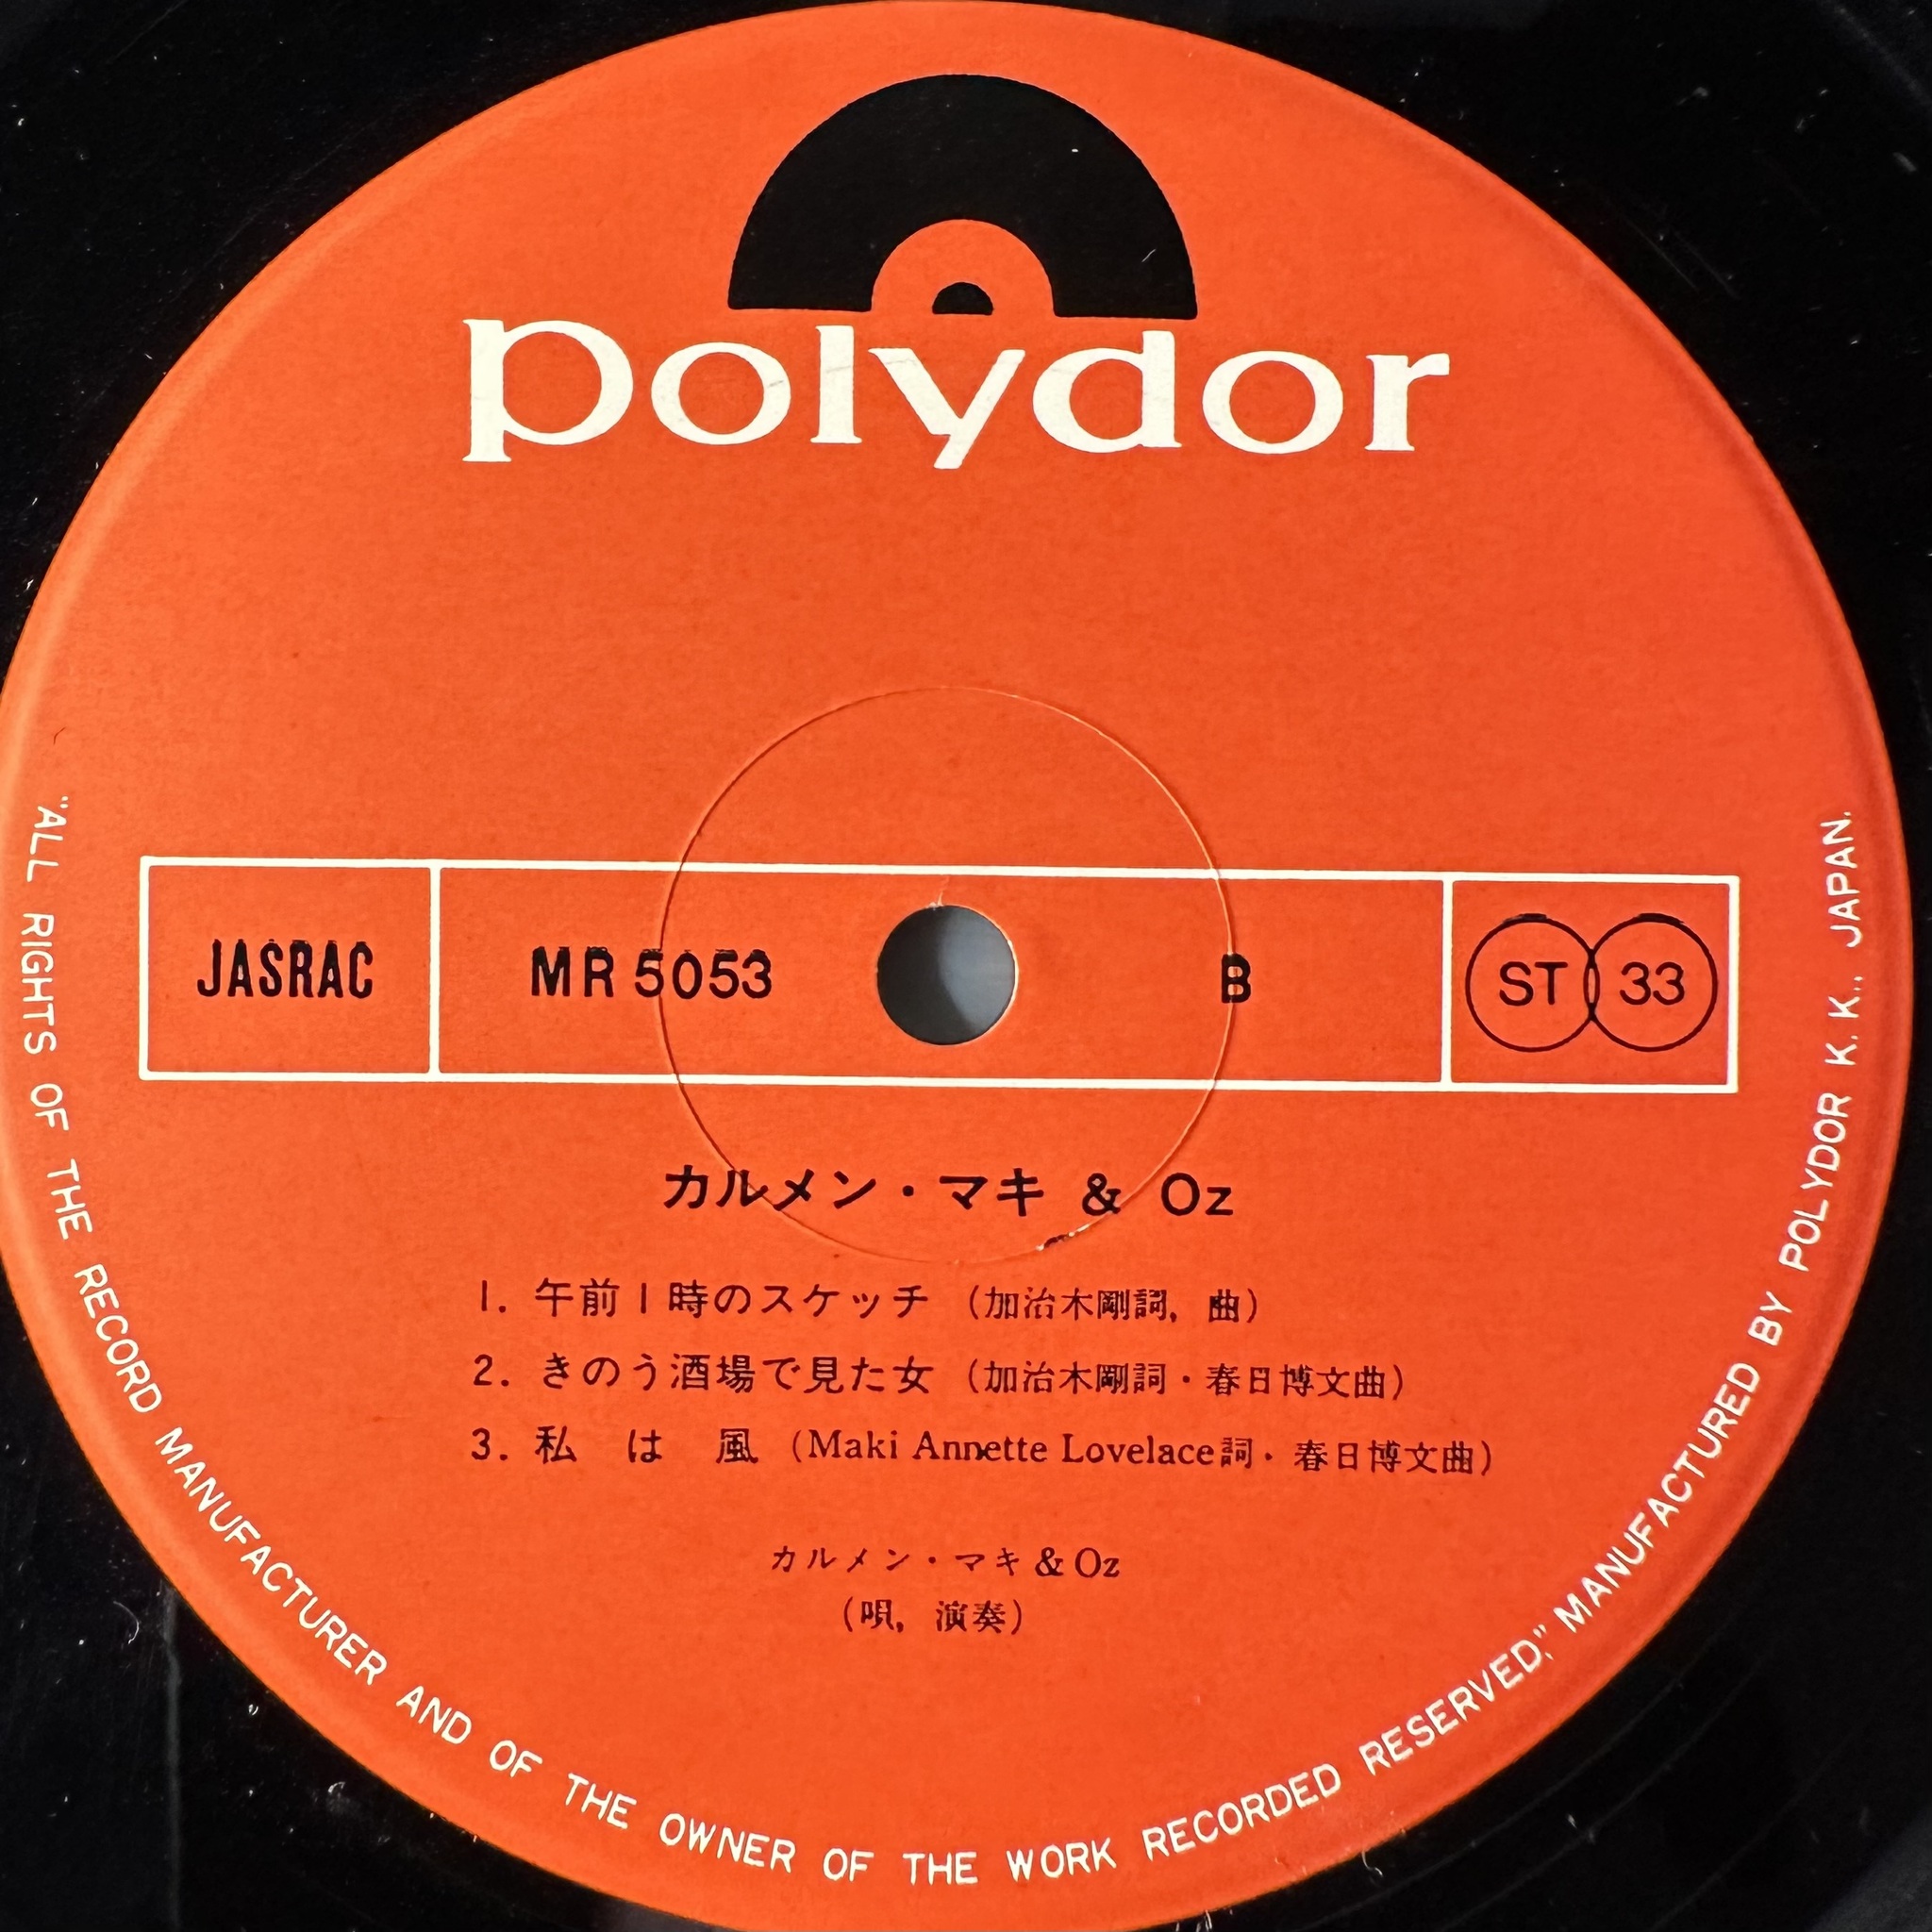 polydor
JASRAC MR 5053 B ST 33
カルメン・マキ & Oz
1. 午前1時のスケッチ (加治木剛詞, 曲)
2. きのう酒場で見た女 (加治木剛詞・春日博文曲)
3. 私 は 風 (Maki Annette Lovelace詞・春日博文曲)
カルメン・マキ & Oz
(唄, 演奏)
"ALL RIGHTS OF THE RECORD MANUFACTURER AND OF THE OWNER OF THE WORK RECORDED RESERVED," MANUFACTURED BY POLYDOR K. K., JAPAN.